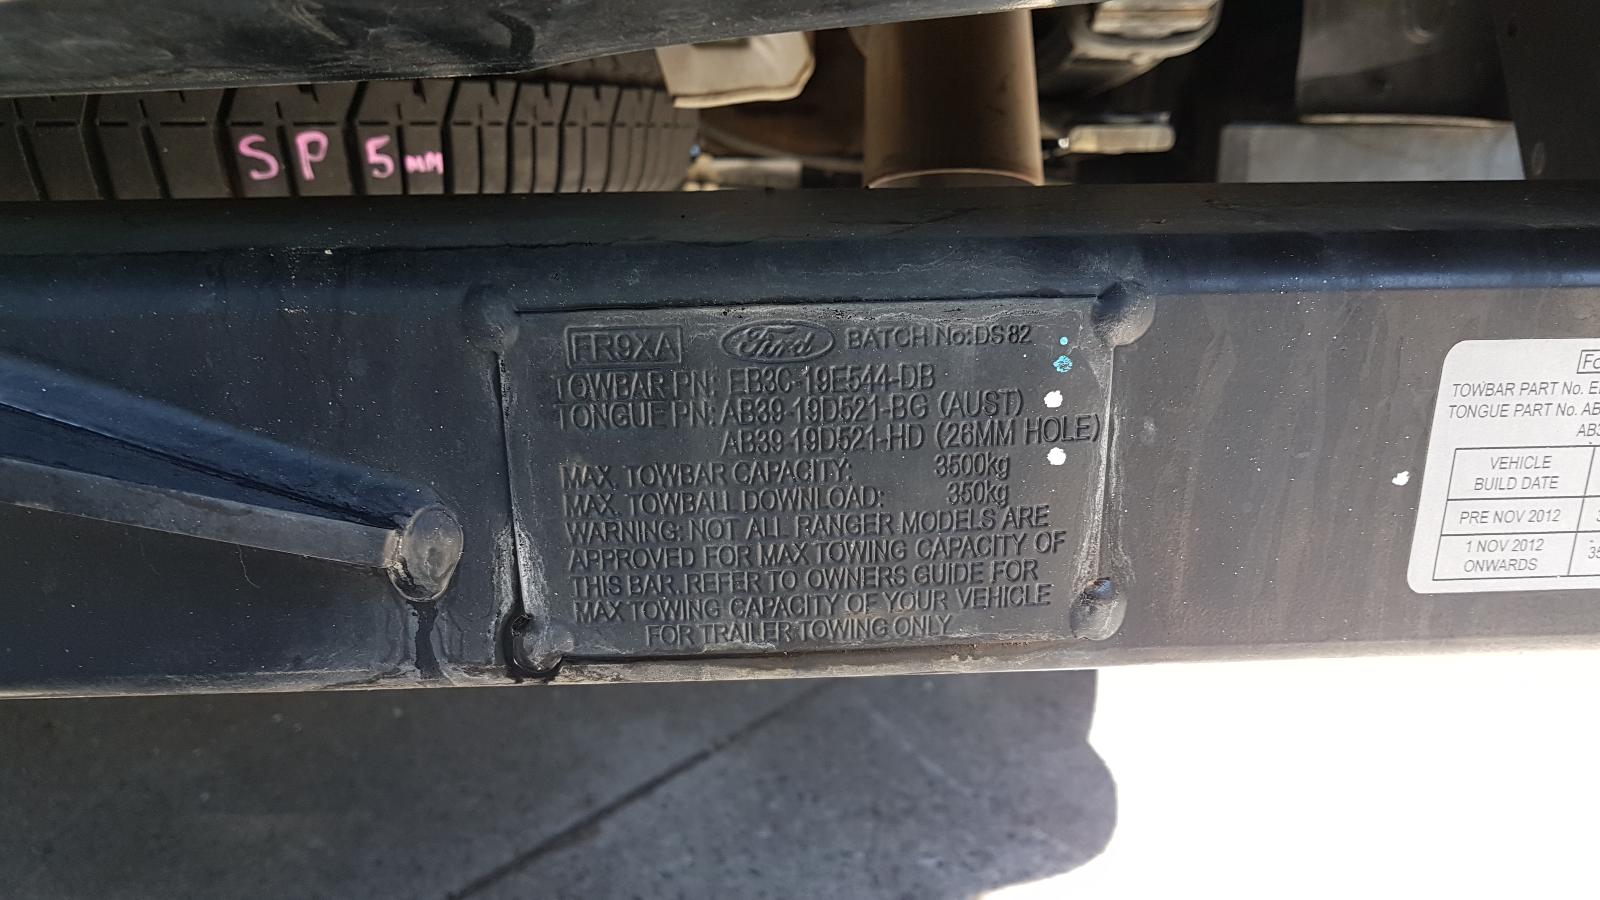 SP 5mm
FR9XA Ford BATCH No: DS 82
TOWBAR PN: EB3C-19E544-DB
TONGUE PN: AB39-19D521-BG (AUST)
AB39-19D521-HD (26MM HOLE)
MAX. TOWBAR CAPACITY: 3500kg
MAX. TOWBALL DOWNLOAD: 350kg
WARNING: NOT ALL RANGER MODELS ARE
APPROVED FOR MAX TOWING CAPACITY OF
THIS BAR. REFER TO OWNERS GUIDE FOR
MAX TOWING CAPACITY OF YOUR VEHICLE
FOR TRAILER TOWING ONLY
TOWBAR PART No.
TONGUE PART No.
VEHICLE
BUILD DATE
PRE NOV 2012
1 NOV 2012
ONWARDS